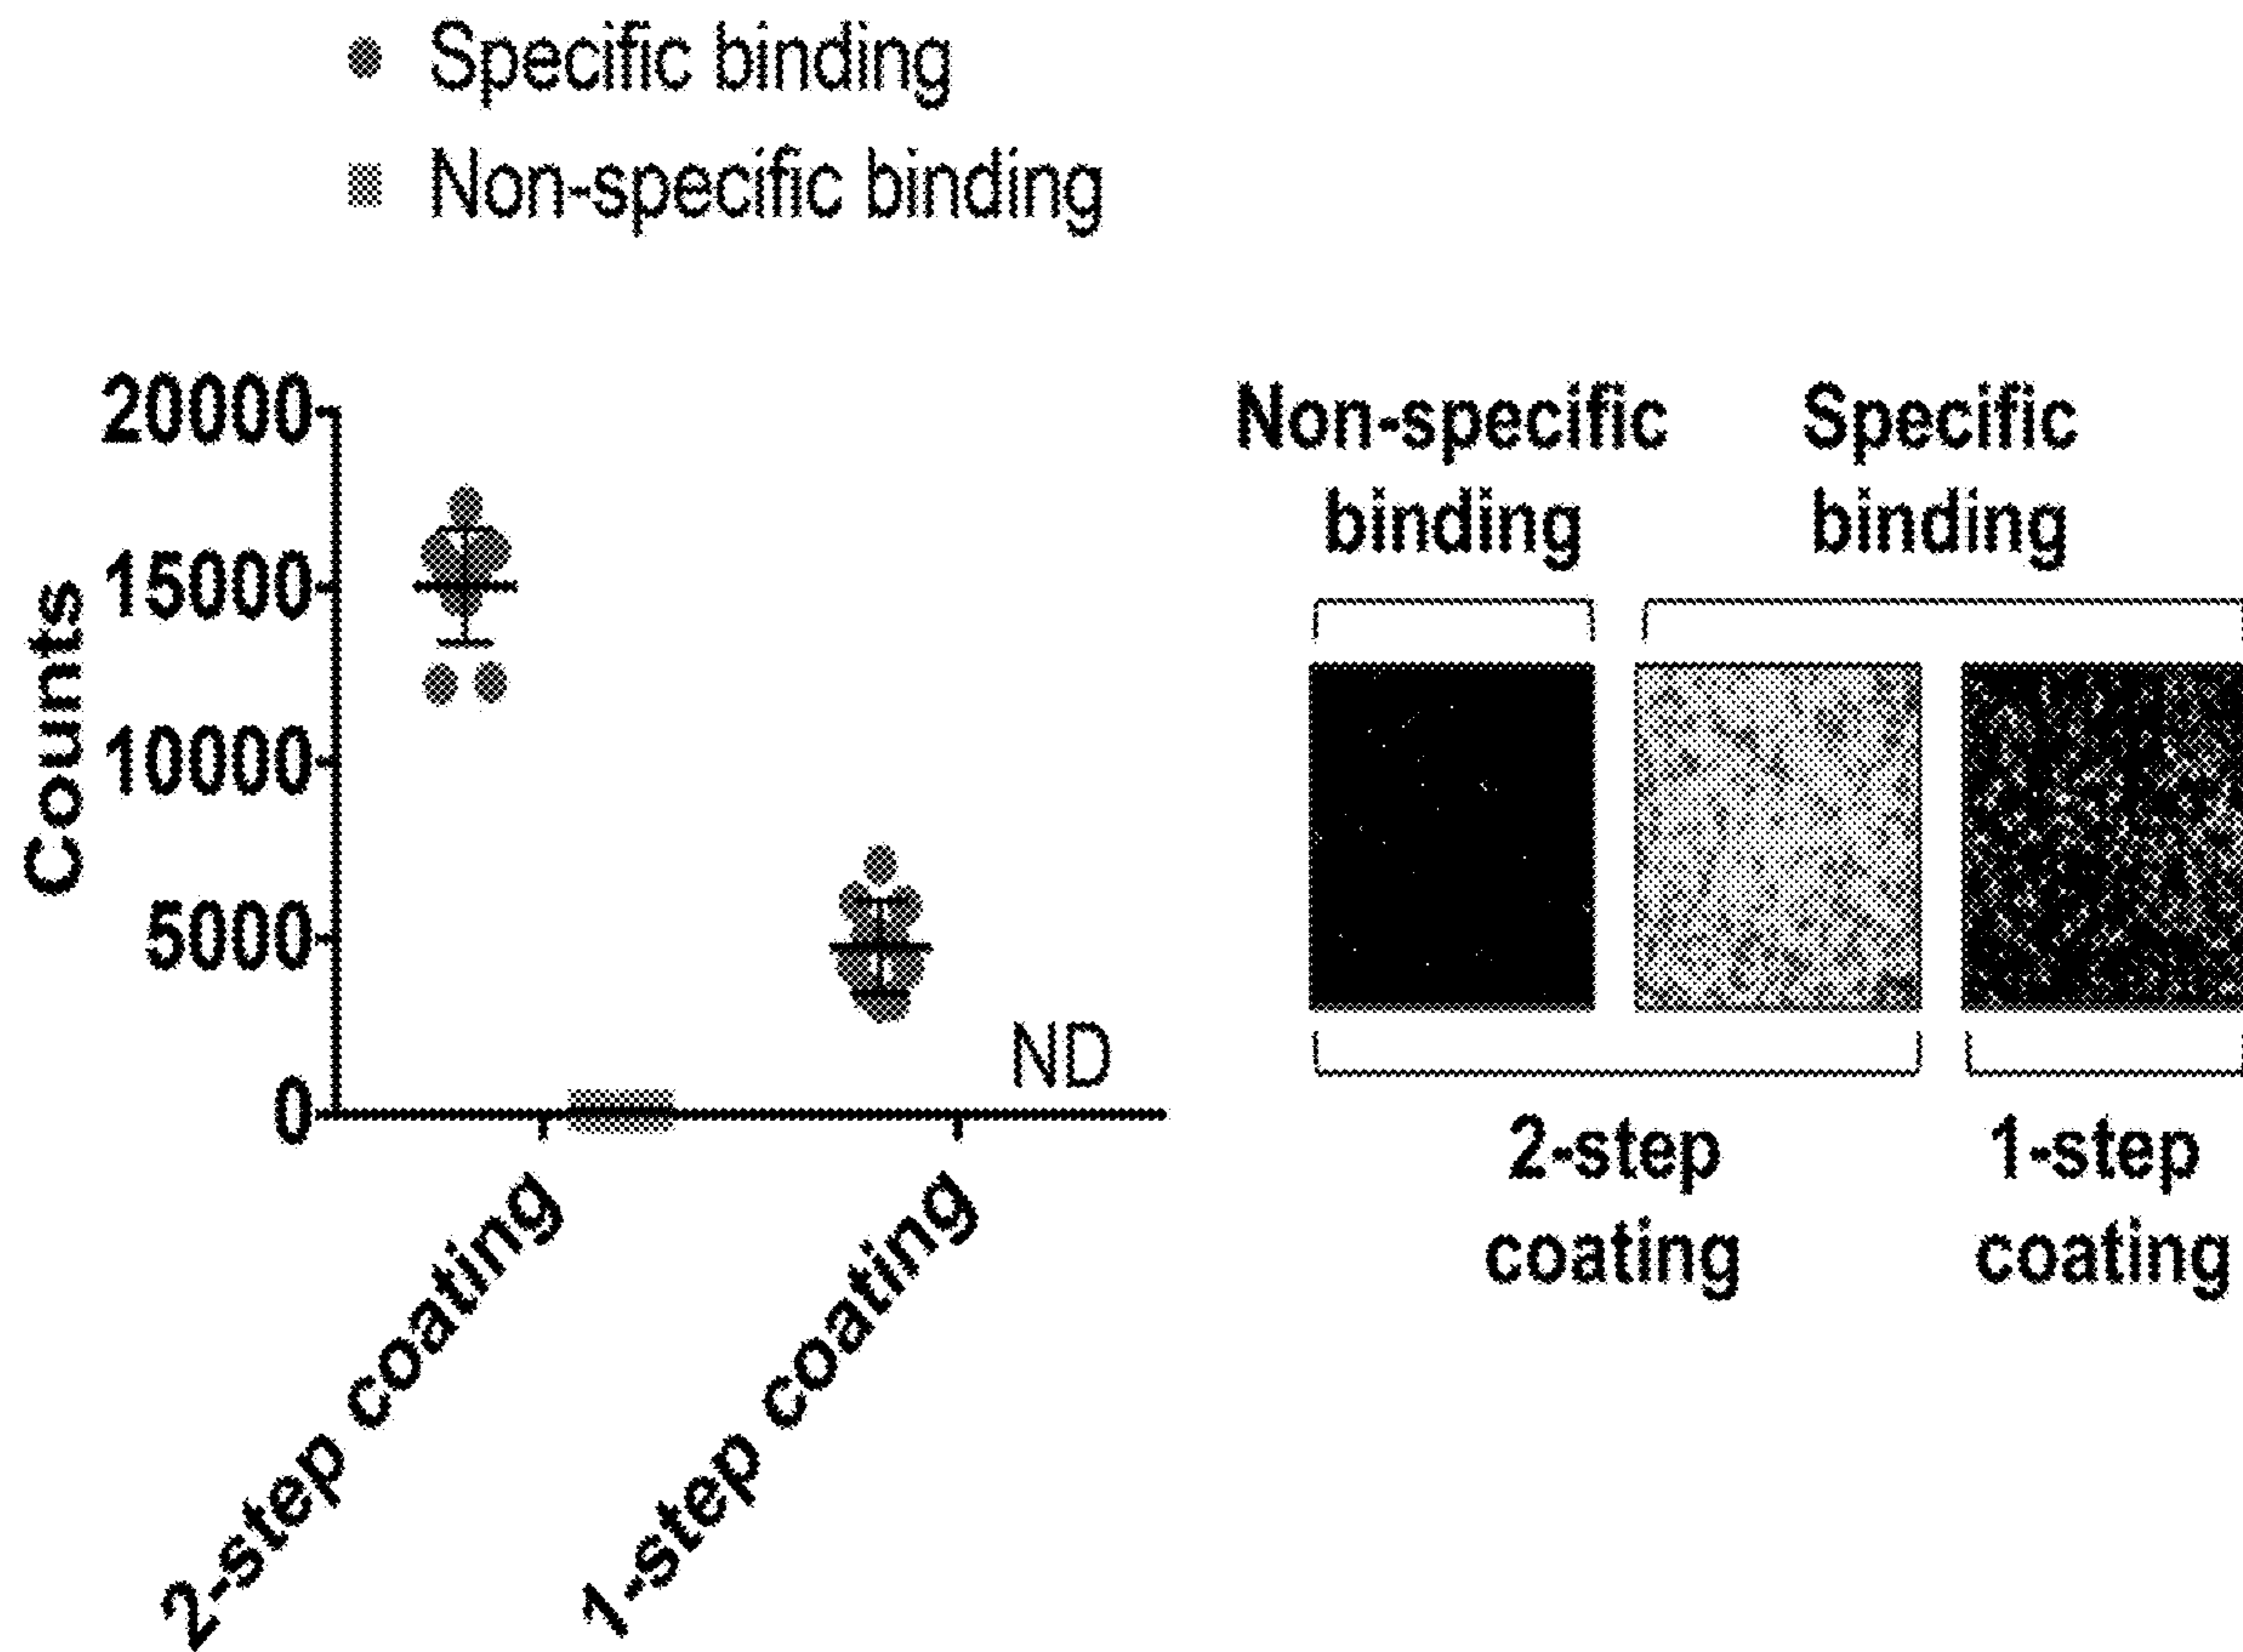 Specific binding
Non-specific binding
20000
15000
10000
5000
0
Counts
ND
2-step coating
1-step coating
Non-specific
binding
Specific
binding
2-step
coating
1-step
coating